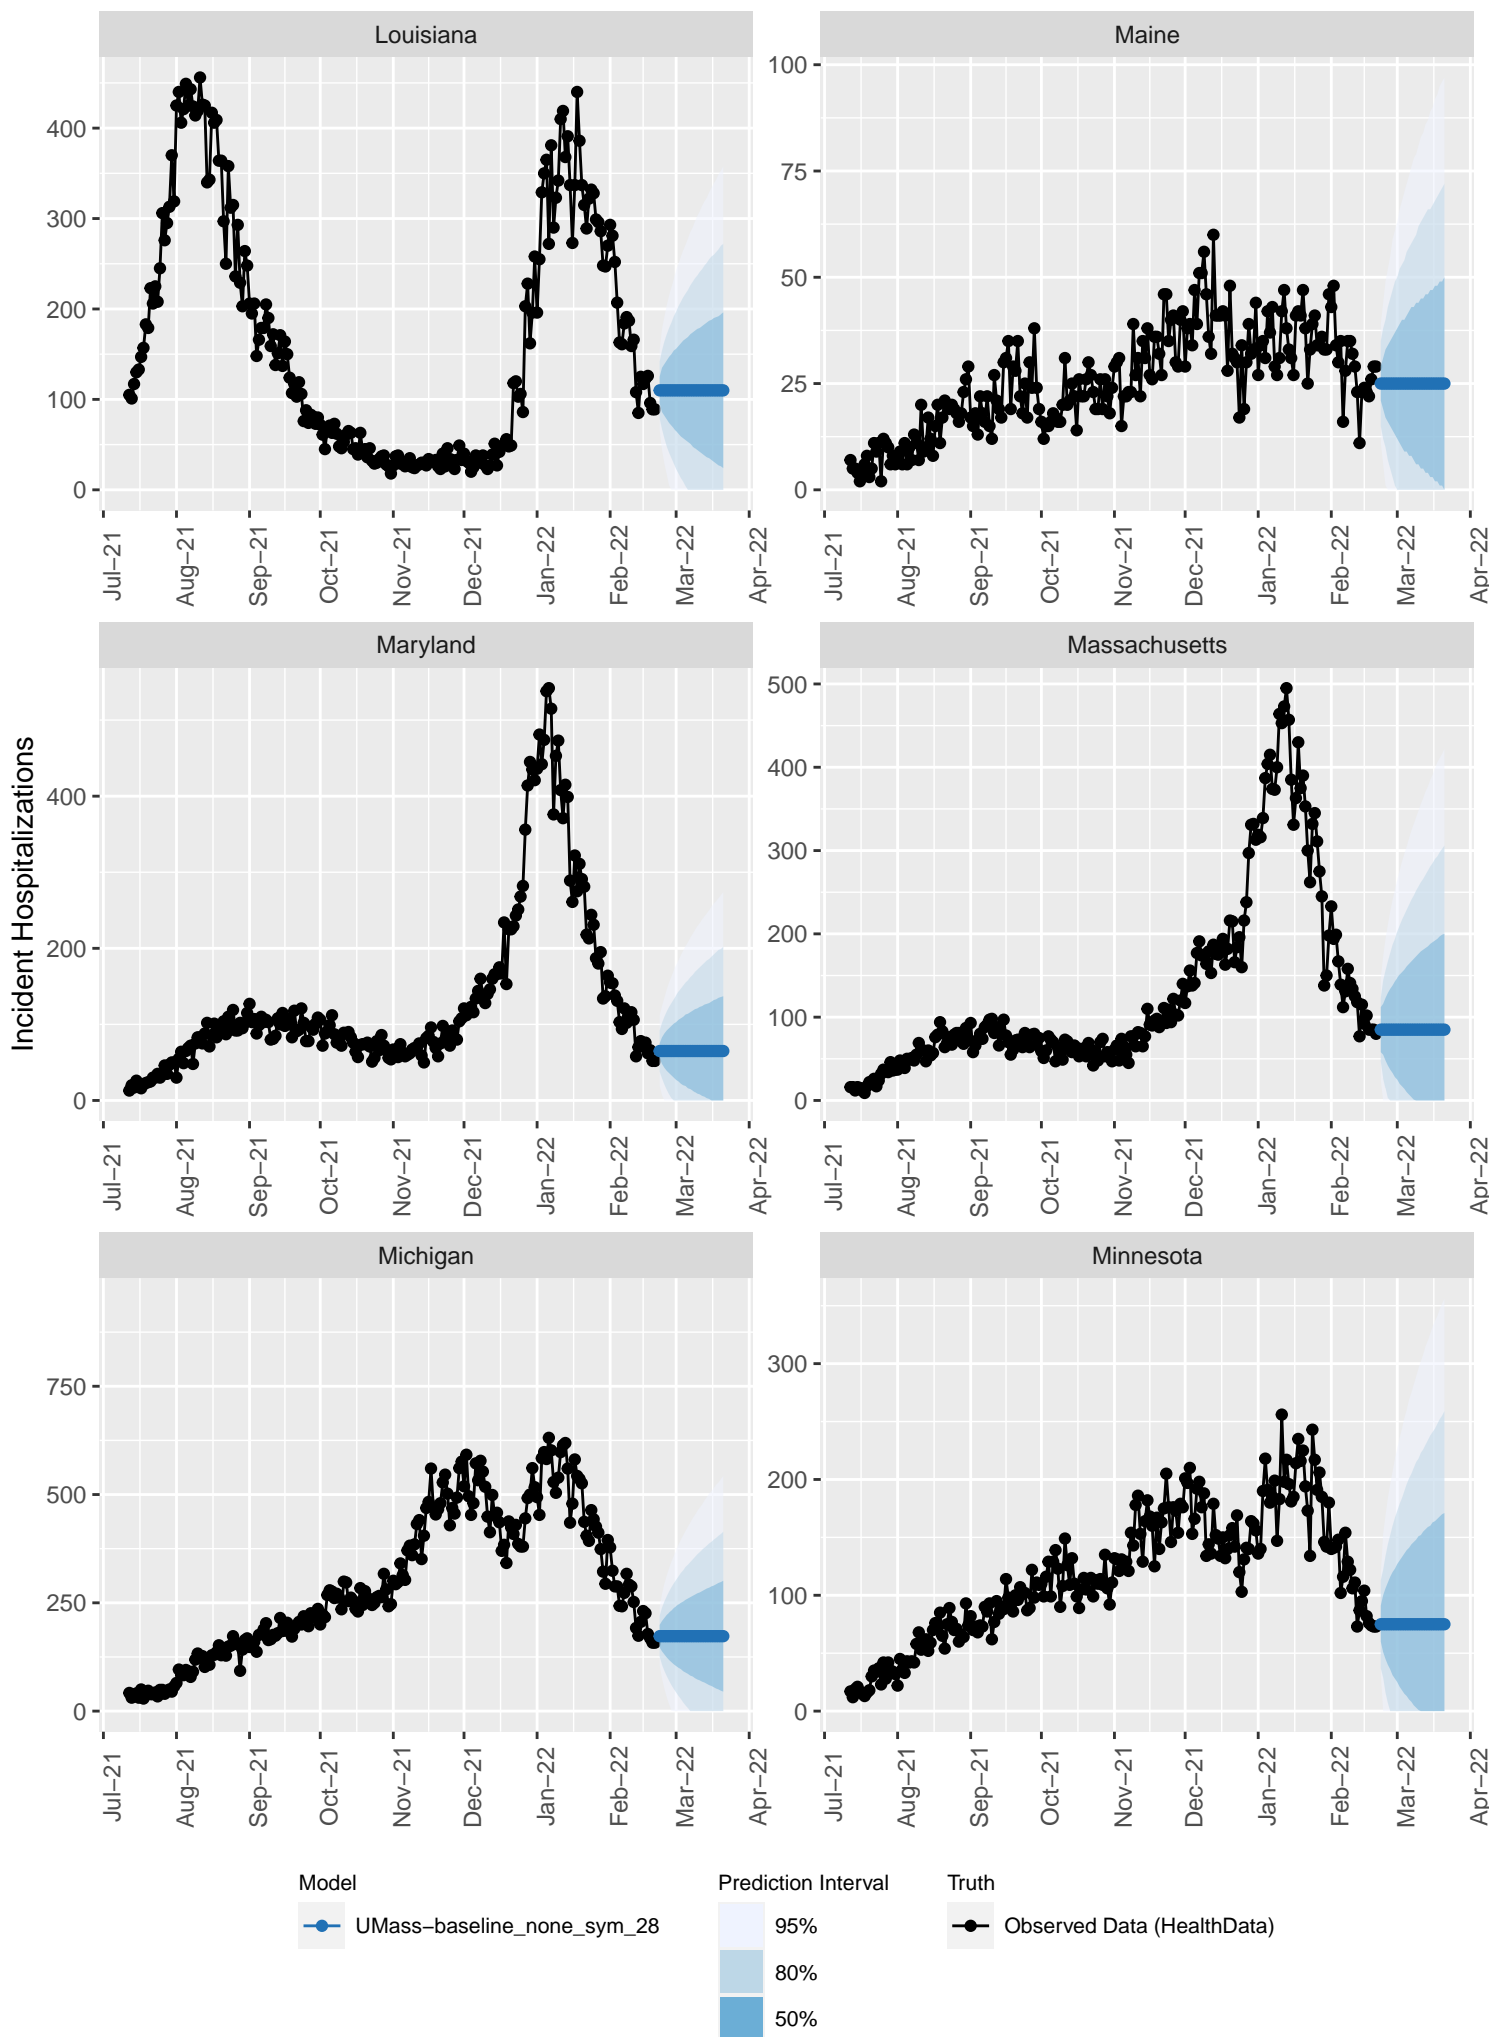 Louisiana
Maine
400
300
200
100
0
100
75
50
25
0
Jul−21
Aug−21
Sep−21
Oct−21
Nov−21
Dec−21
Jan−22
Feb−22
Mar−22
Apr−22
Jul−21
Aug−21
Sep−21
Oct−21
Nov−21
Dec−21
Jan−22
Feb−22
Mar−22
Apr−22
Incident Hospitalizations
Maryland
Massachusetts
400
200
0
500
400
300
200
100
0
Jul−21
Aug−21
Sep−21
Oct−21
Nov−21
Dec−21
Jan−22
Feb−22
Mar−22
Apr−22
Jul−21
Aug−21
Sep−21
Oct−21
Nov−21
Dec−21
Jan−22
Feb−22
Mar−22
Apr−22
Michigan
Minnesota
750
500
250
0
300
200
100
0
Jul−21
Aug−21
Sep−21
Oct−21
Nov−21
Dec−21
Jan−22
Feb−22
Mar−22
Apr−22
Jul−21
Aug−21
Sep−21
Oct−21
Nov−21
Dec−21
Jan−22
Feb−22
Mar−22
Apr−22
Model
UMass−baseline_none_sym_28
Prediction Interval
95%
80%
50%
Truth
Observed Data (HealthData)